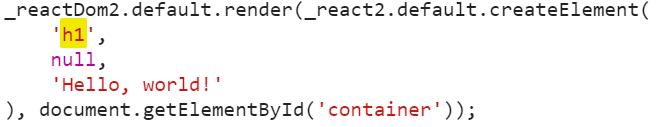 _reactDom2.default.render(_react2.default.createElement(
    'h1',
    null,
    'Hello, world!'
), document.getElementById('container'));